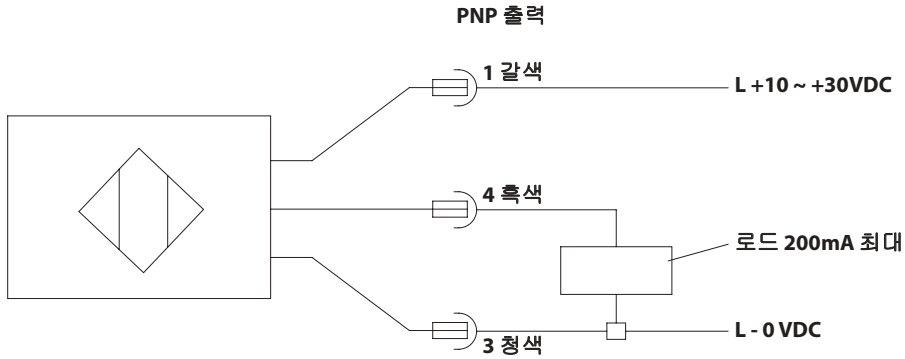 PNP 출력
1 갈색
L +10 ~ +30VDC
4 흑색
로드 200mA 최대
3 청색
L - 0 VDC